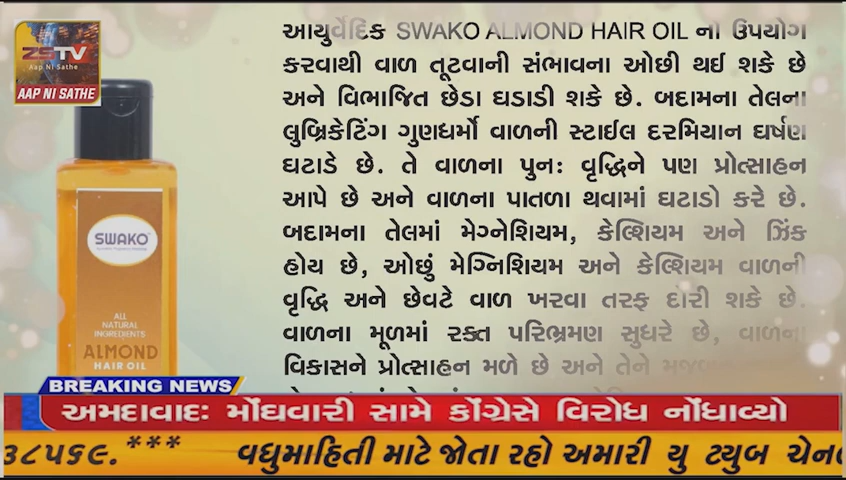 ZSTV
Aap Ni Sathe
AAP NI SATHE
આયુર્વેદિક SWAKO ALMOND HAIR OIL નો ઉપયોગ
કરવાથી વાળ તૂટવાની સંભાવના ઓછી થઈ શકે છે
અને વિભાજિત છેડા ઘડાડી શકે છે. બદામના તેલના
લુબ્રિકેટિંગ ગુણધર્મો વાળની સ્ટાઈલ દરમિયાન ઘર્ષણ
ઘટાડે છે. તે વાળના પુનઃ વૃદ્ધિને પણ પ્રોત્સાહન
આપે છે અને વાળના પાતળા થવામાં ઘટાડો કરે છે.
બદામના તેલમાં મેગ્નેશિયમ, કેલ્શિયમ અને ઝિંક
હોય છે, ઓછું મેગ્નિશિયમ અને કેલ્શિયમ વાળની
વૃદ્ધિ અને છેવટે વાળ ખરવા તરફ દોરી શકે છે.
વાળના મૂળમાં રક્ત પરિભ્રમણ સુધરે છે, વાળના
વિકાસને પ્રોત્સાહન મળે છે અને તેને
SWAKO
ALL
NATURAL
INGREDIENTS
ALMOND
HAIR OIL
BREAKING NEWS
અમદાવાદઃ મોંઘવારી સામે કોંગ્રેસે વિરોધ નોંધાવ્યો
૩૮૫૬૯.*** વધુમાહિતી માટે જોતા રહો અમારી યુ ટ્યુબ